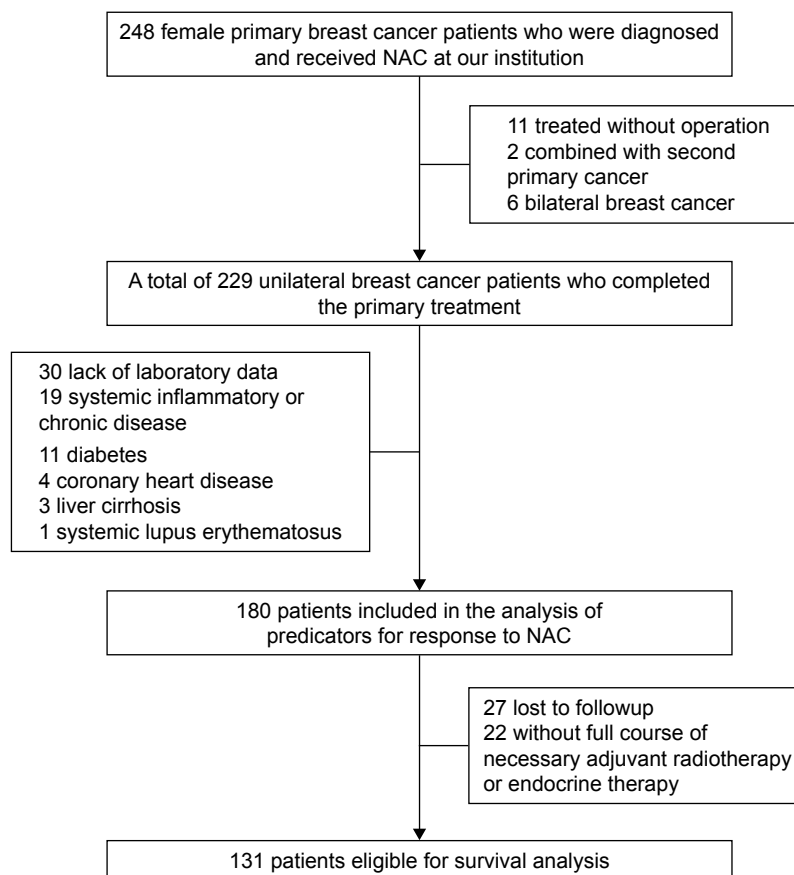 248 female primary breast cancer patients who were diagnosed
and received NAC at our institution
11 treated without operation
2 combined with second
primary cancer
6 bilateral breast cancer
A total of 229 unilateral breast cancer patients who completed
the primary treatment
30 lack of laboratory data
19 systemic inflammatory or
chronic disease
11 diabetes
4 coronary heart disease
3 liver cirrhosis
1 systemic lupus erythematosus
180 patients included in the analysis of
predicators for response to NAC
27 lost to followup
22 without full course of
necessary adjuvant radiotherapy
or endocrine therapy
131 patients eligible for survival analysis